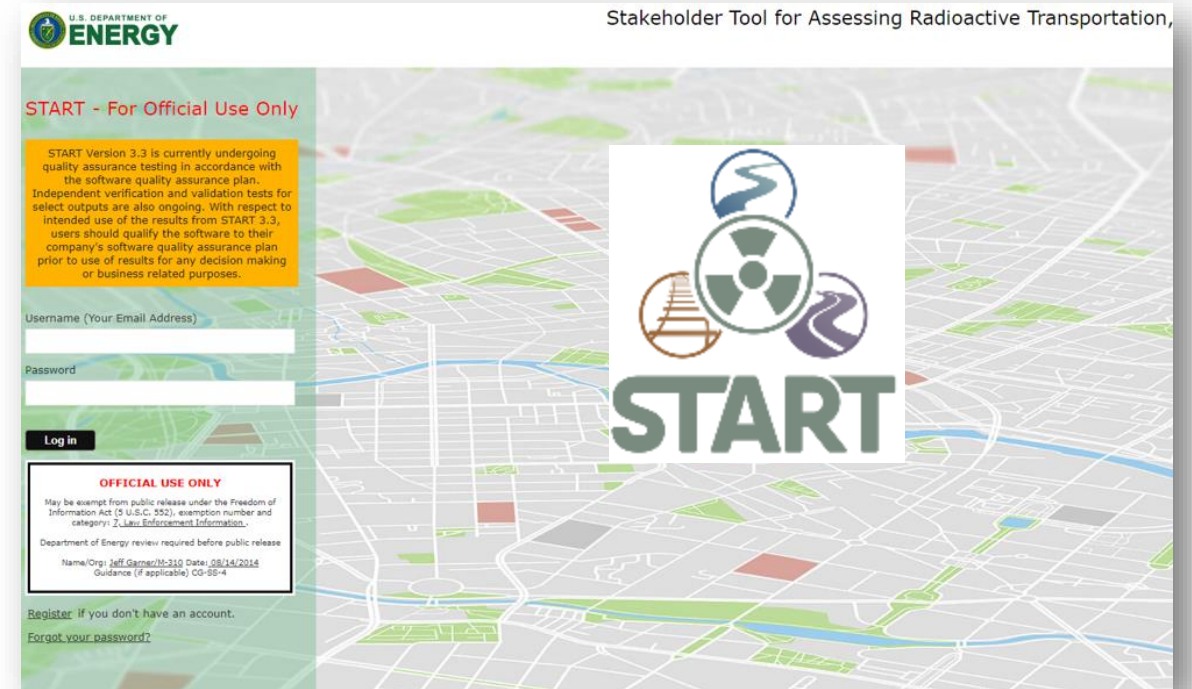 U.S. DEPARTMENT OF
ENERGY
Stakeholder Tool for Assessing Radioactive Transportation,
START - For Official Use Only
START Version 3.3 is currently undergoing
quality assurance testing in accordance with
the software quality assurance plan.
Independent verification and validation tests for
select outputs are also ongoing. With respect to
intended use of the results from START 3.3,
users should qualify the software to their
company's software quality assurance plan
prior to use of results for any decision making
or business related purposes.
Username (Your Email Address)
Password
Log in
OFFICIAL USE ONLY
May be exempt from public release under the Freedom of
Information Act (5 U.S.C. 552), exemption number and
category: 7, Law Enforcement Information .
Department of Energy review required before public release
Name/Org: Jeff Garner/M-310 Date: 08/14/2014
Guidance (if applicable) CG-SS-4
Register if you don't have an account.
Forgot your password?
START